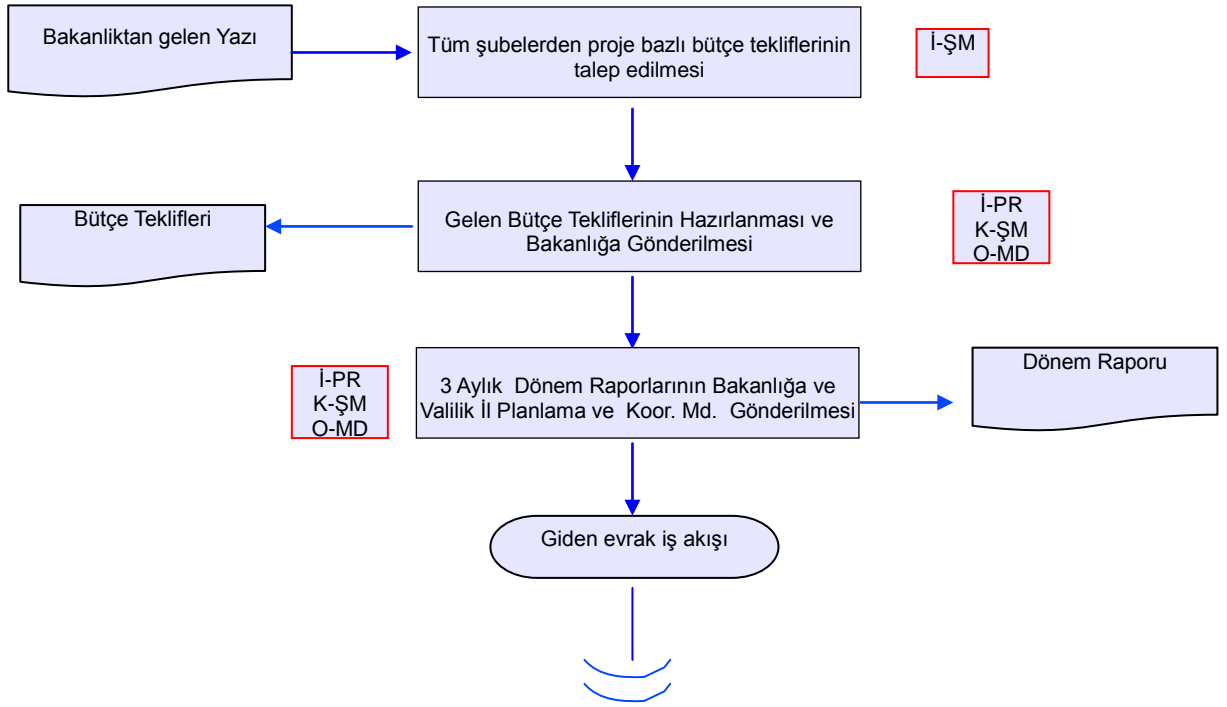 Bakanliktan gelen Yazı
Tüm şubelerden proje bazlı bütçe tekliflerinin
talep edilmesi
İ-ŞM
Bütçe Teklifleri
Gelen Bütçe Tekliflerinin Hazırlanması ve
Bakanlığa Gönderilmesi
İ-PR
K-ŞM
O-MD
İ-PR
K-ŞM
O-MD
3 Aylık Dönem Raporlarının Bakanlığa ve
Valilik İl Planlama ve Koor. Md. Gönderilmesi
Dönem Raporu
Giden evrak iş akışı